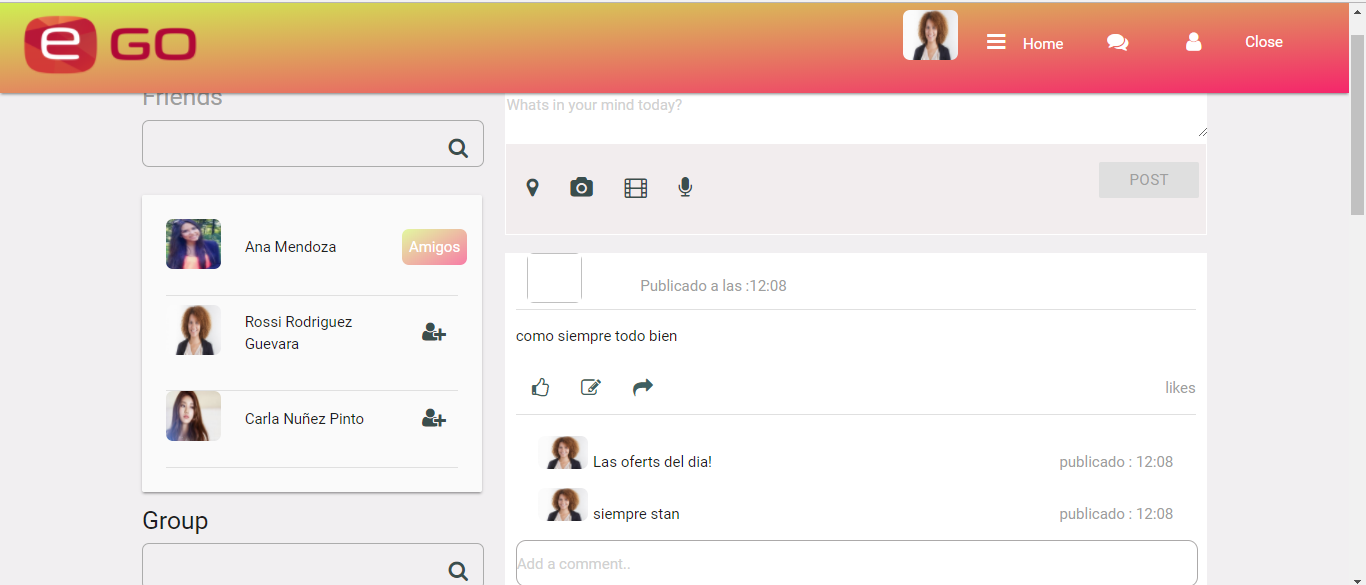 e GO
Home
Close
Friends
Whats in your mind today?
POST
Ana Mendoza
Amigos
Rossi Rodriguez
Guevara
Carla Nuñez Pinto
Group
Publicado a las :12:08
como siempre todo bien
likes
Las oferts del dia!
publicado : 12:08
siempre stan
publicado : 12:08
Add a comment..